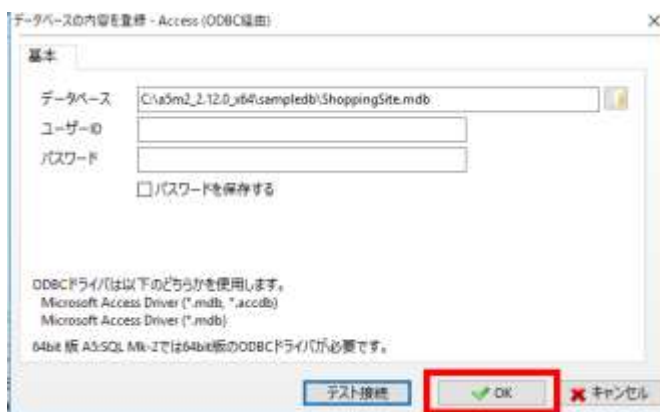 データベースの内容を登録 - Access (ODBC経由)
基本
データベース C:\a5m2_2.12.0_x64\sampledb\ShoppingSite.mdb
ユーザーID
パスワード
パスワードを保存する
ODBCドライバは以下のどちらかを使用します。
Microsoft Access Driver (*.mdb, *.accdb)
Microsoft Access Driver (*.mdb)
64bit 版 A5:SQL Mk-2では64bit版のODBCドライバが必要です。
テスト接続 OK キャンセル